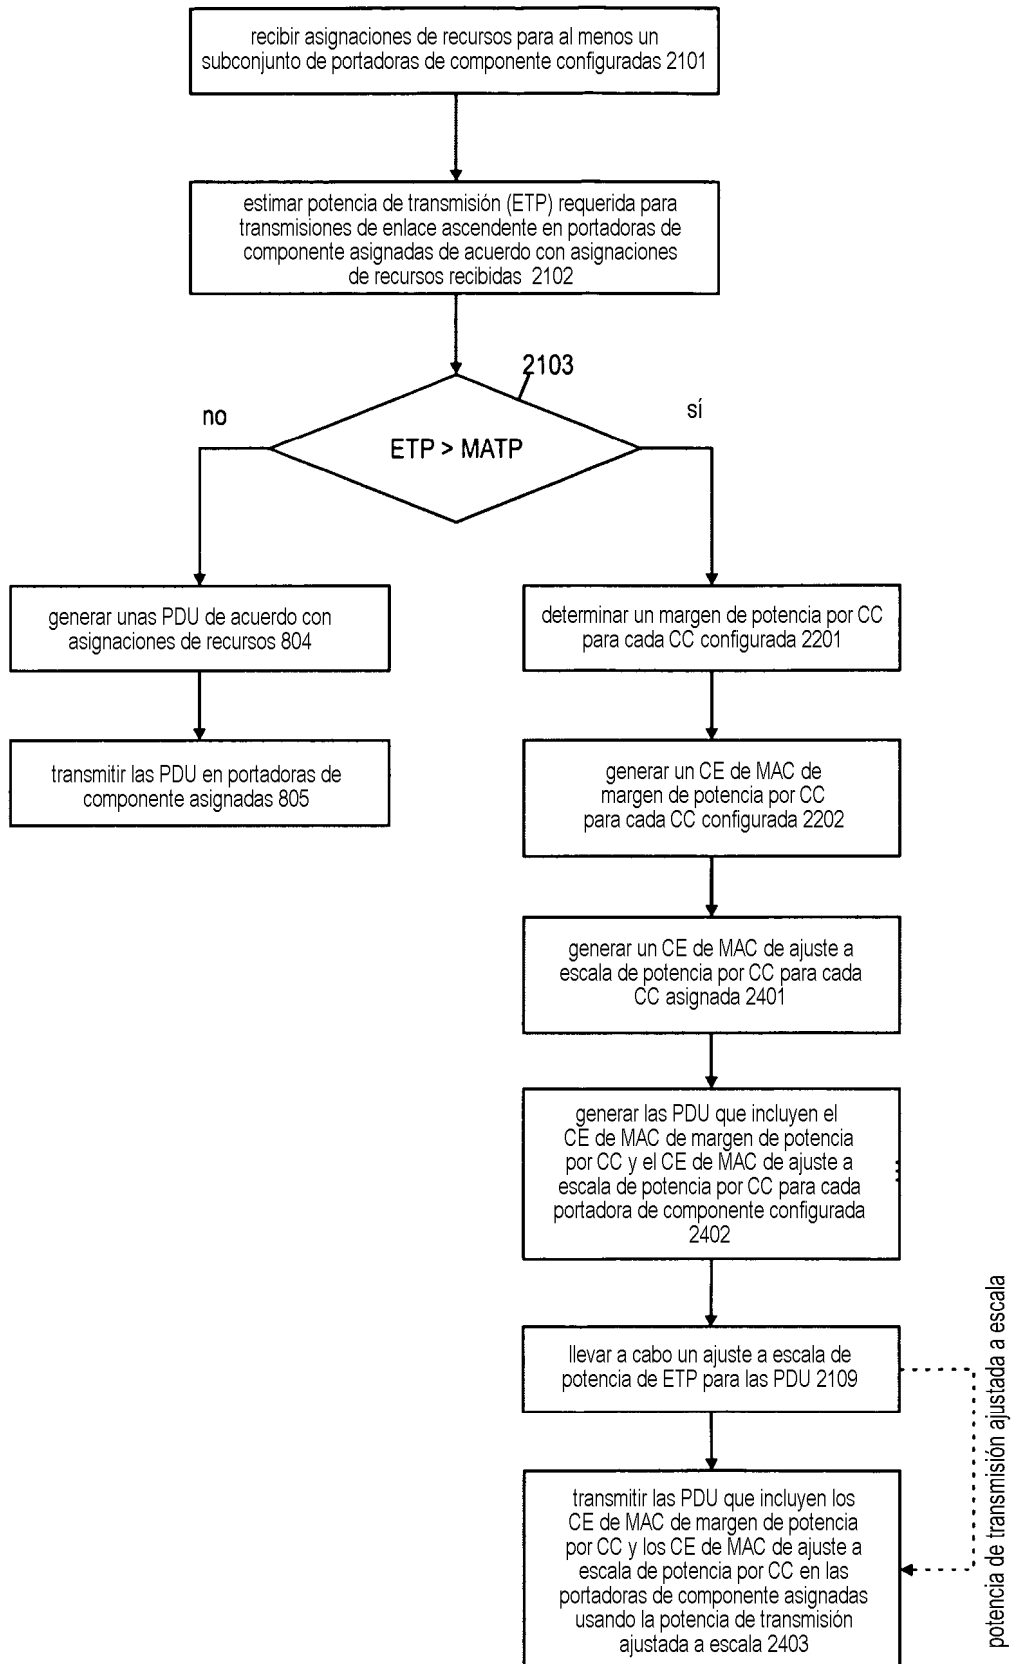 recibir asignaciones de recursos para al menos un
subconjunto de portadoras de componente configuradas 2101
estimar potencia de transmisión (ETP) requerida para
transmisiones de enlace ascendente en portadoras de
componente asignadas de acuerdo con asignaciones
de recursos recibidas 2102
2103
no
sí
ETP > MATP
generar unas PDU de acuerdo con
asignaciones de recursos 804
transmitir las PDU en portadoras de
componente asignadas 805
determinar un margen de potencia por CC
para cada CC configurada 2201
generar un CE de MAC de
margen de potencia por CC
para cada CC configurada 2202
generar un CE de MAC de ajuste a
escala de potencia por CC para cada
CC asignada 2401
generar las PDU que incluyen el
CE de MAC de margen de potencia
por CC y el CE de MAC de ajuste a
escala de potencia por CC para cada
portadora de componente configurada
2402
llevar a cabo un ajuste a escala de
potencia de ETP para las PDU 2109
potencia de transmisión ajustada a escala
transmitir las PDU que incluyen los
CE de MAC de margen de potencia
por CC y los CE de MAC de ajuste a
escala de potencia por CC en las
portadoras de componente asignadas
usando la potencia de transmisión
ajustada a escala 2403